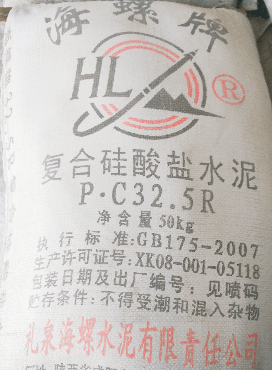 海螺牌
HL ®
复合硅酸盐水泥
P·C32.5R
净含量50kg
执行标准:GB175-2007
生产许可证号:XK08-001-05118
包装日期及出厂编号:见喷码
贮存条件:不得受潮和混入杂物
礼泉海螺水泥有限责任公司